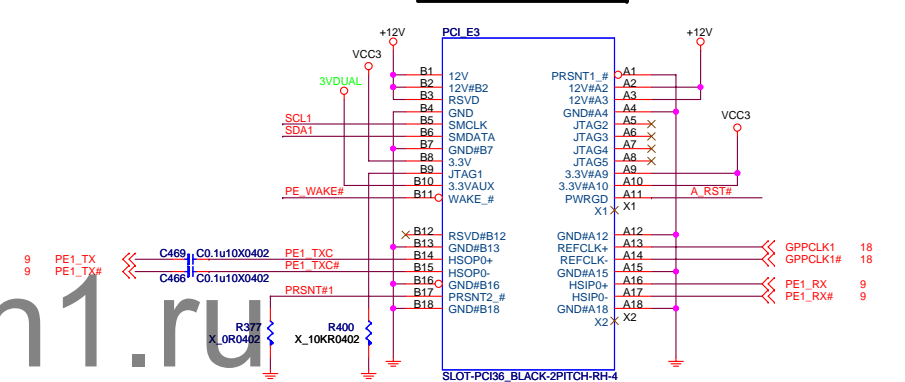 +12V
PCI_E3
+12V
VCC3
3VDUAL
B1 12V PRSNT1_# A1
B2 12V#B2 12V#A2 A2
B3 RSVD 12V#A3 A3
B4 GND GND#A4 A4
VCC3
SCL1 B5 SMCLK JTAG2 A5
SDA1 B6 SMDATA JTAG3 A6
B7 GND#B7 JTAG4 A7
B8 3.3V JTAG5 A8
B9 JTAG1 3.3V#A9 A9
B10 3.3VAUX 3.3V#A10 A10
PE_WAKE# B11 WAKE_# PWRGD A11 A_RST#
X1 X1
B12 RSVD#B12 GND#A12 A12
B13 GND#B13 REFCLK+ A13 GPPCLK1 18
9 PE1_TX C469 C0.1u10X0402 PE1_TXC B14 HSOP0+ REFCLK- A14 GPPCLK1# 18
9 PE1_TX# C466 C0.1u10X0402 PE1_TXC# B15 HSOP0- GND#A15 A15
B16 GND#B16 HSIP0+ A16 PE1_RX 9
PRSNT#1 B17 PRSNT2_# HSIP0- A17 PE1_RX# 9
B18 GND#B18 GND#A18 A18
X2 X2
R377 X_0R0402
R400 X_10KR0402
n1.ru
SLOT-PCI36_BLACK-2PITCH-RH-4